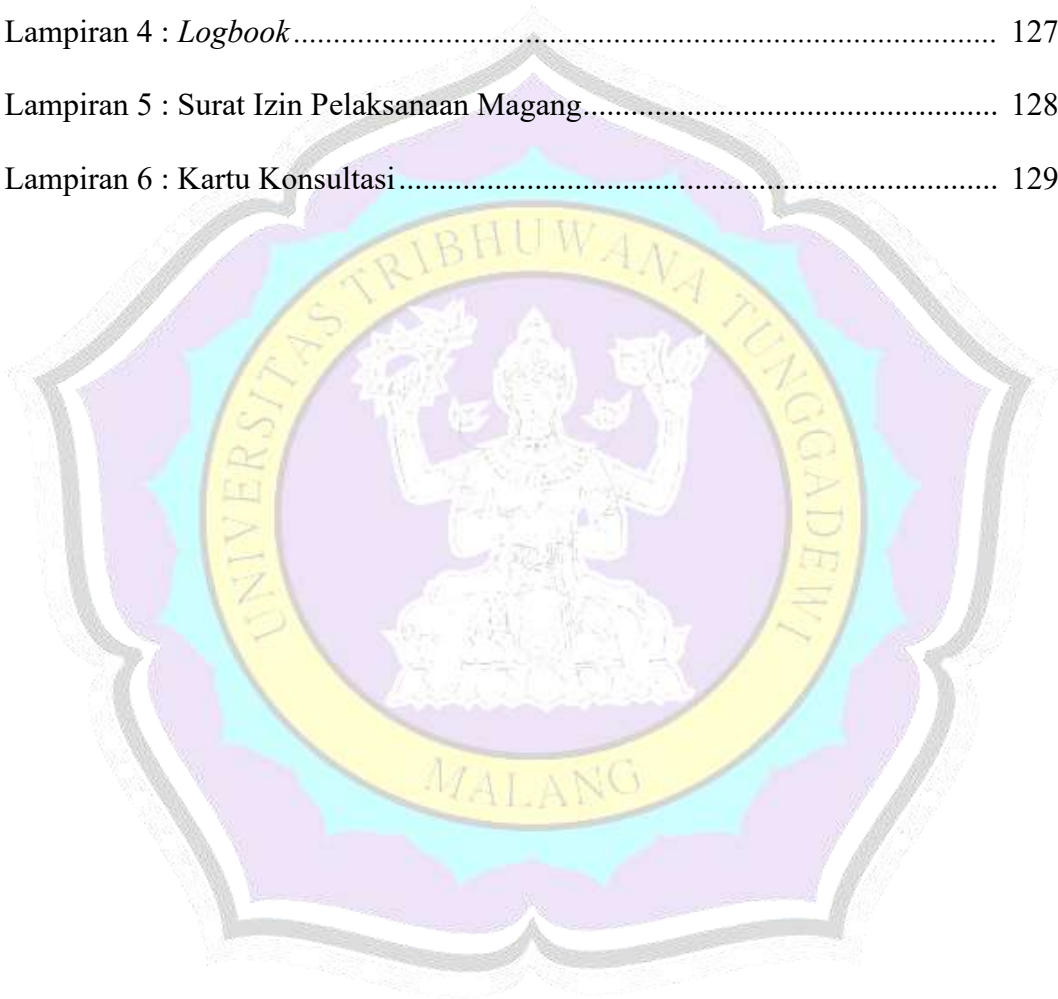 Lampiran 4 : Logbook........................................................................................ 127
Lampiran 5 : Surat Izin Pelaksanaan Magang.................................................... 128
Lampiran 6 : Kartu Konsultasi........................................................................... 129
UNIVERSITAS TRIBHUWANA TUNGGADEWI
MALANG